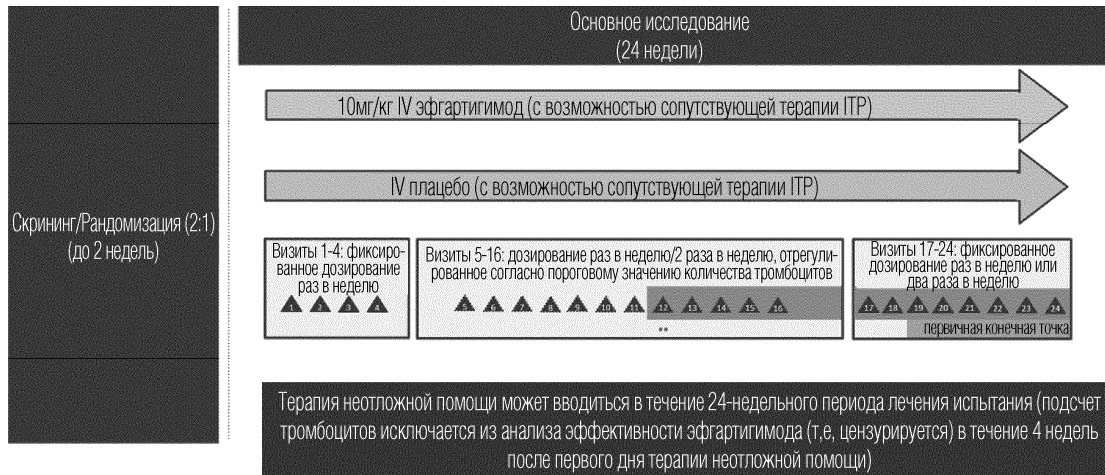 Основное исследование
(24 недели)
10мг/кг IV эфгартигимод (с возможностью сопутствующей терапии ITP)
IV плацебо (с возможностью сопутствующей терапии ITP)
Скрининг/Рандомизация (2:1)
(до 2 недель)
Визиты 1-4: фиксиро-
ванное дозирование
раз в неделю
1 2 3 4
Визиты 5-16: дозирование раз в неделю/2 раза в неделю, отрегули-
рованное согласно пороговому значению количества тромбоцитов
5 6 7 8 9 10 11 12 13 14 15 16
**
Визиты 17-24: фиксированное
дозирование раз в неделю или
два раза в неделю
17 18 19 20 21 22 23 24
первичная конечная точка
Терапия неотложной помощи может вводиться в течение 24-недельного периода лечения испытания (подсчет
тромбоцитов исключается из анализа эффективности эфгартигимода (т,е, цензурируется) в течение 4 недель
после первого дня терапии неотложной помощи)